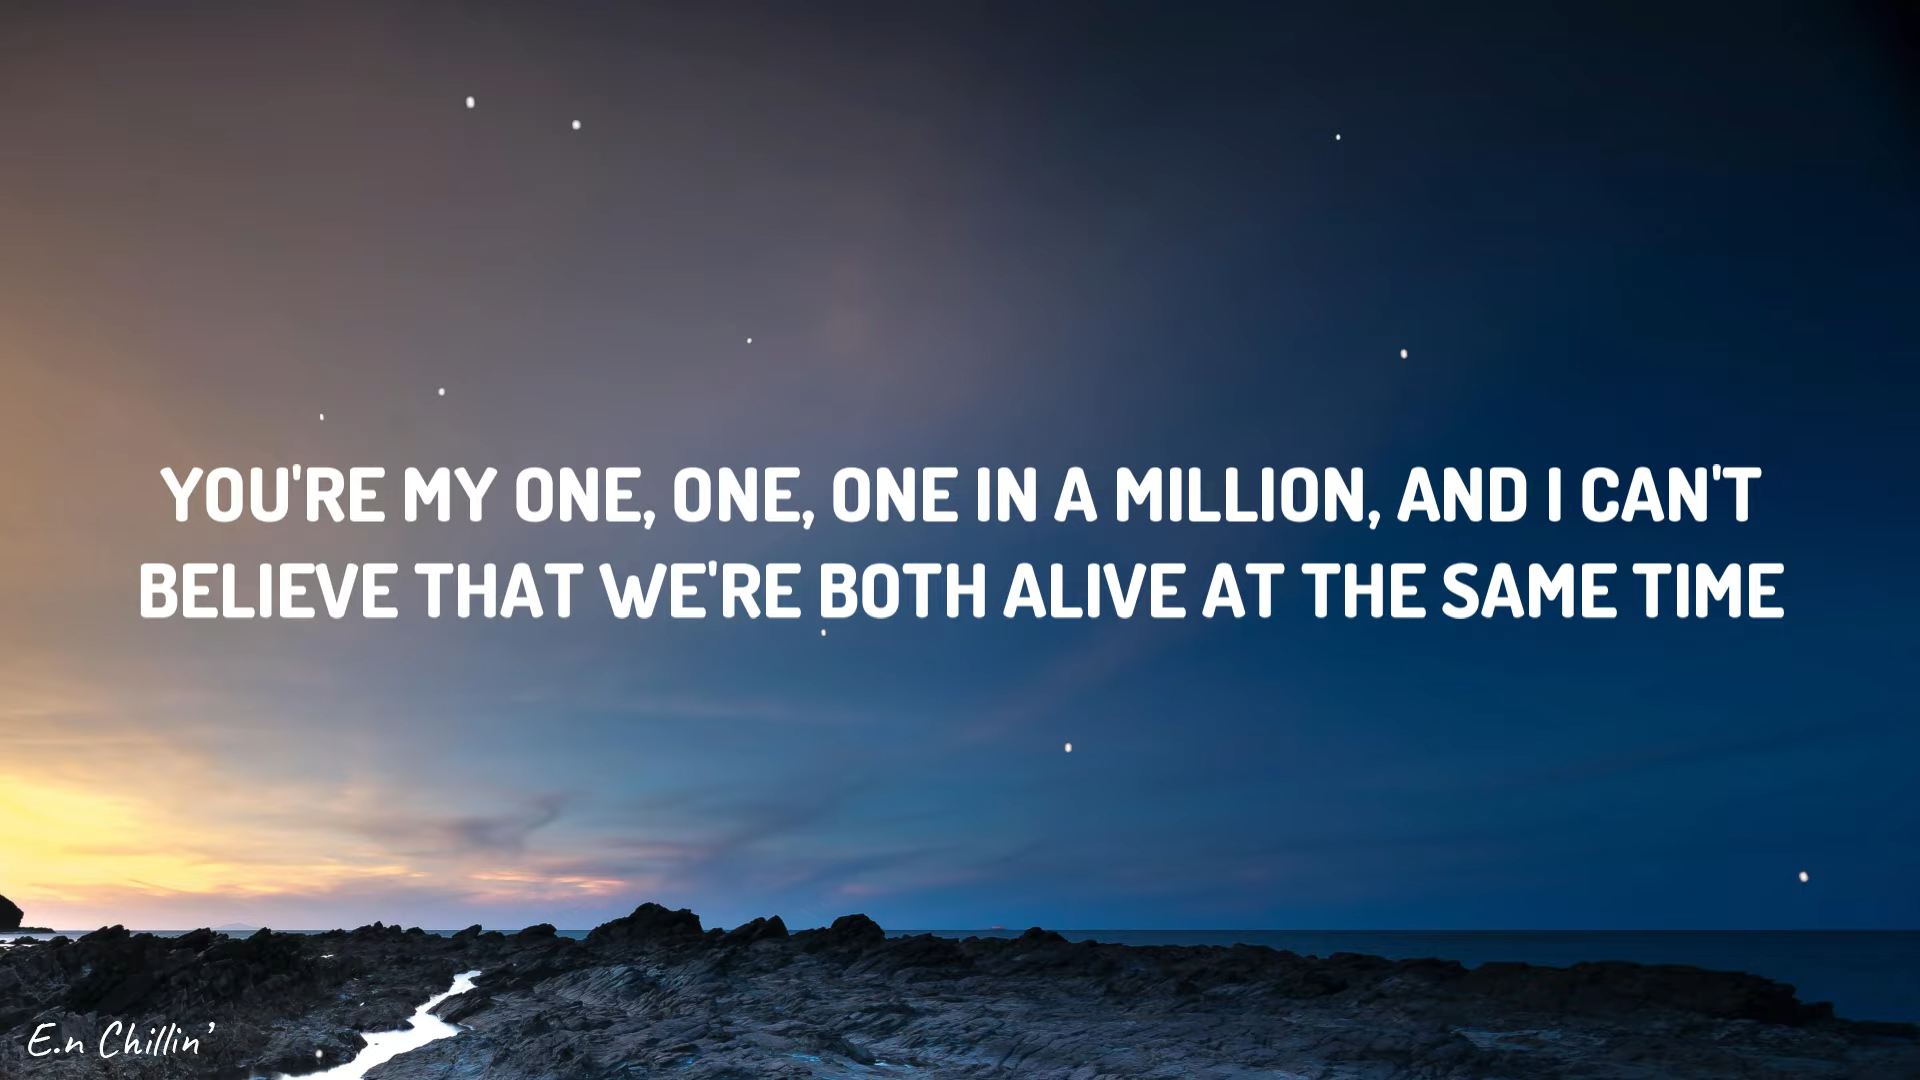 YOU'RE MY ONE, ONE, ONE IN A MILLION, AND I CAN'T
BELIEVE THAT WE'RE BOTH ALIVE AT THE SAME TIME
E.n Chillin’